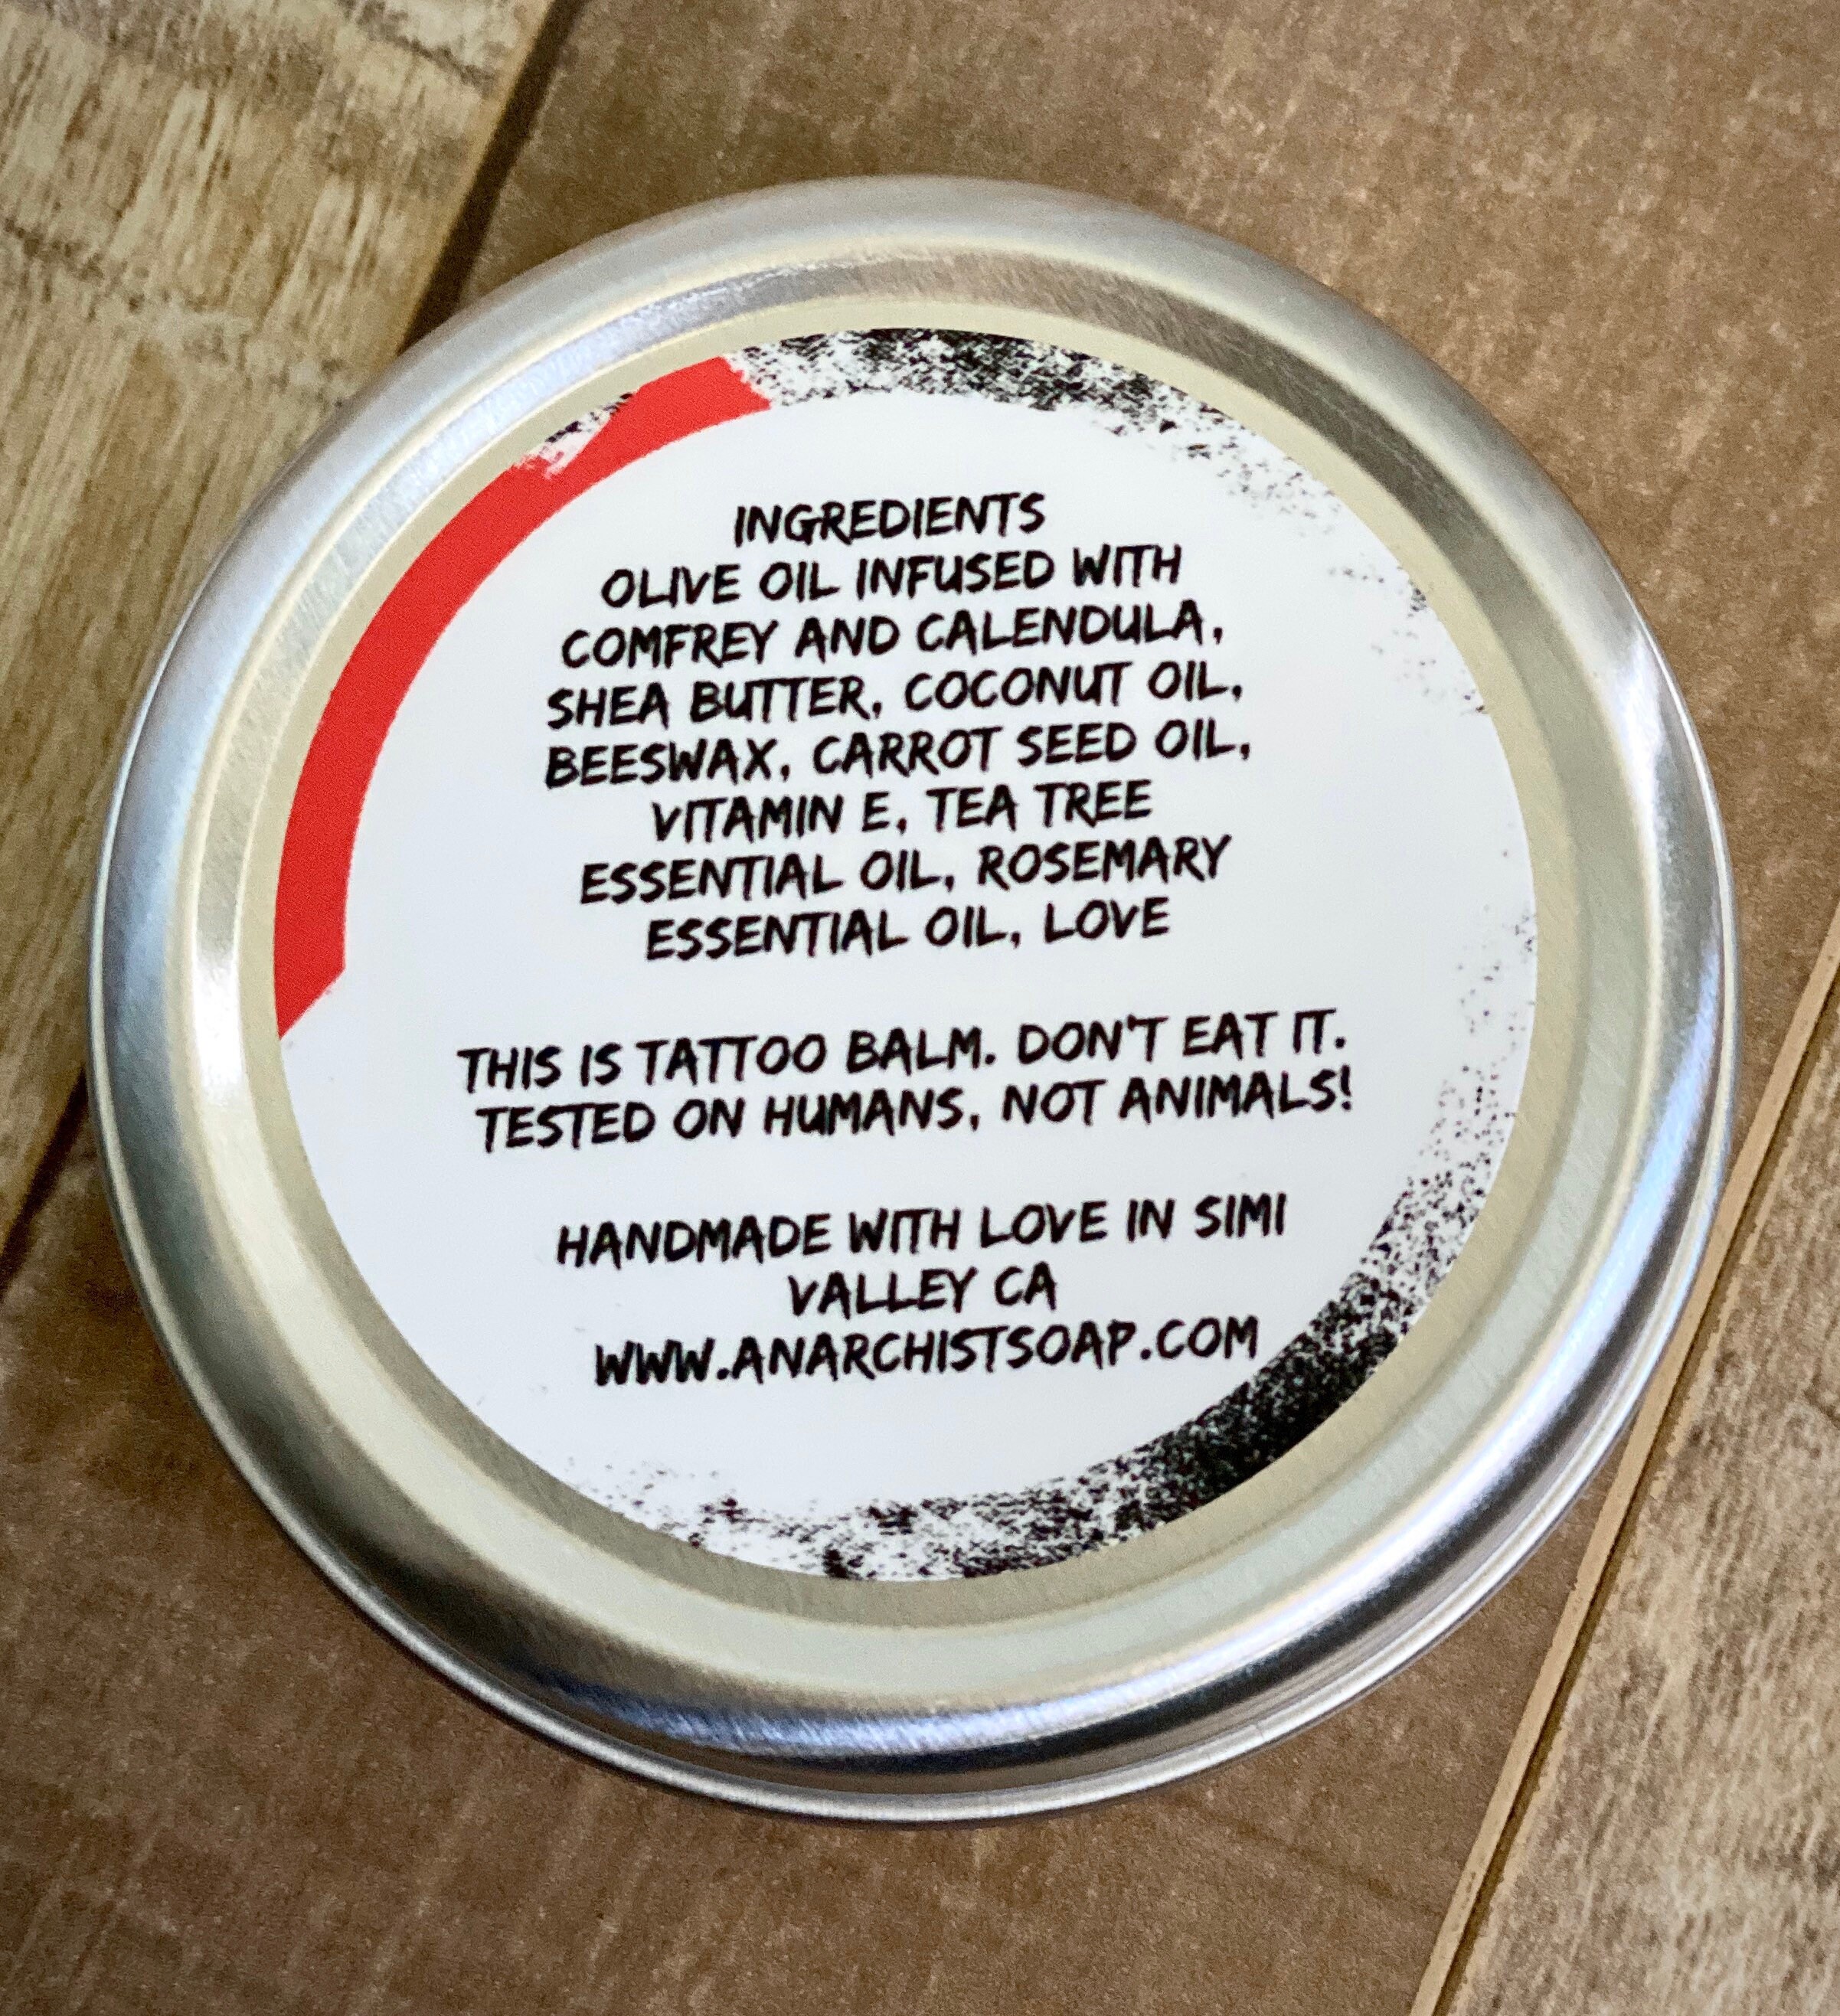 INGREDIENTS
OLIVE OIL INFUSED WITH
COMFREY AND CALENDULA,
SHEA BUTTER, COCONUT OIL,
BEESWAX, CARROT SEED OIL,
VITAMIN E, TEA TREE
ESSENTIAL OIL, ROSEMARY
ESSENTIAL OIL, LOVE
THIS IS TATTOO BALM. DON'T EAT IT.
TESTED ON HUMANS, NOT ANIMALS!
HANDMADE WITH LOVE IN SIMI
VALLEY CA
WWW.ANARCHISTSOAP.COM